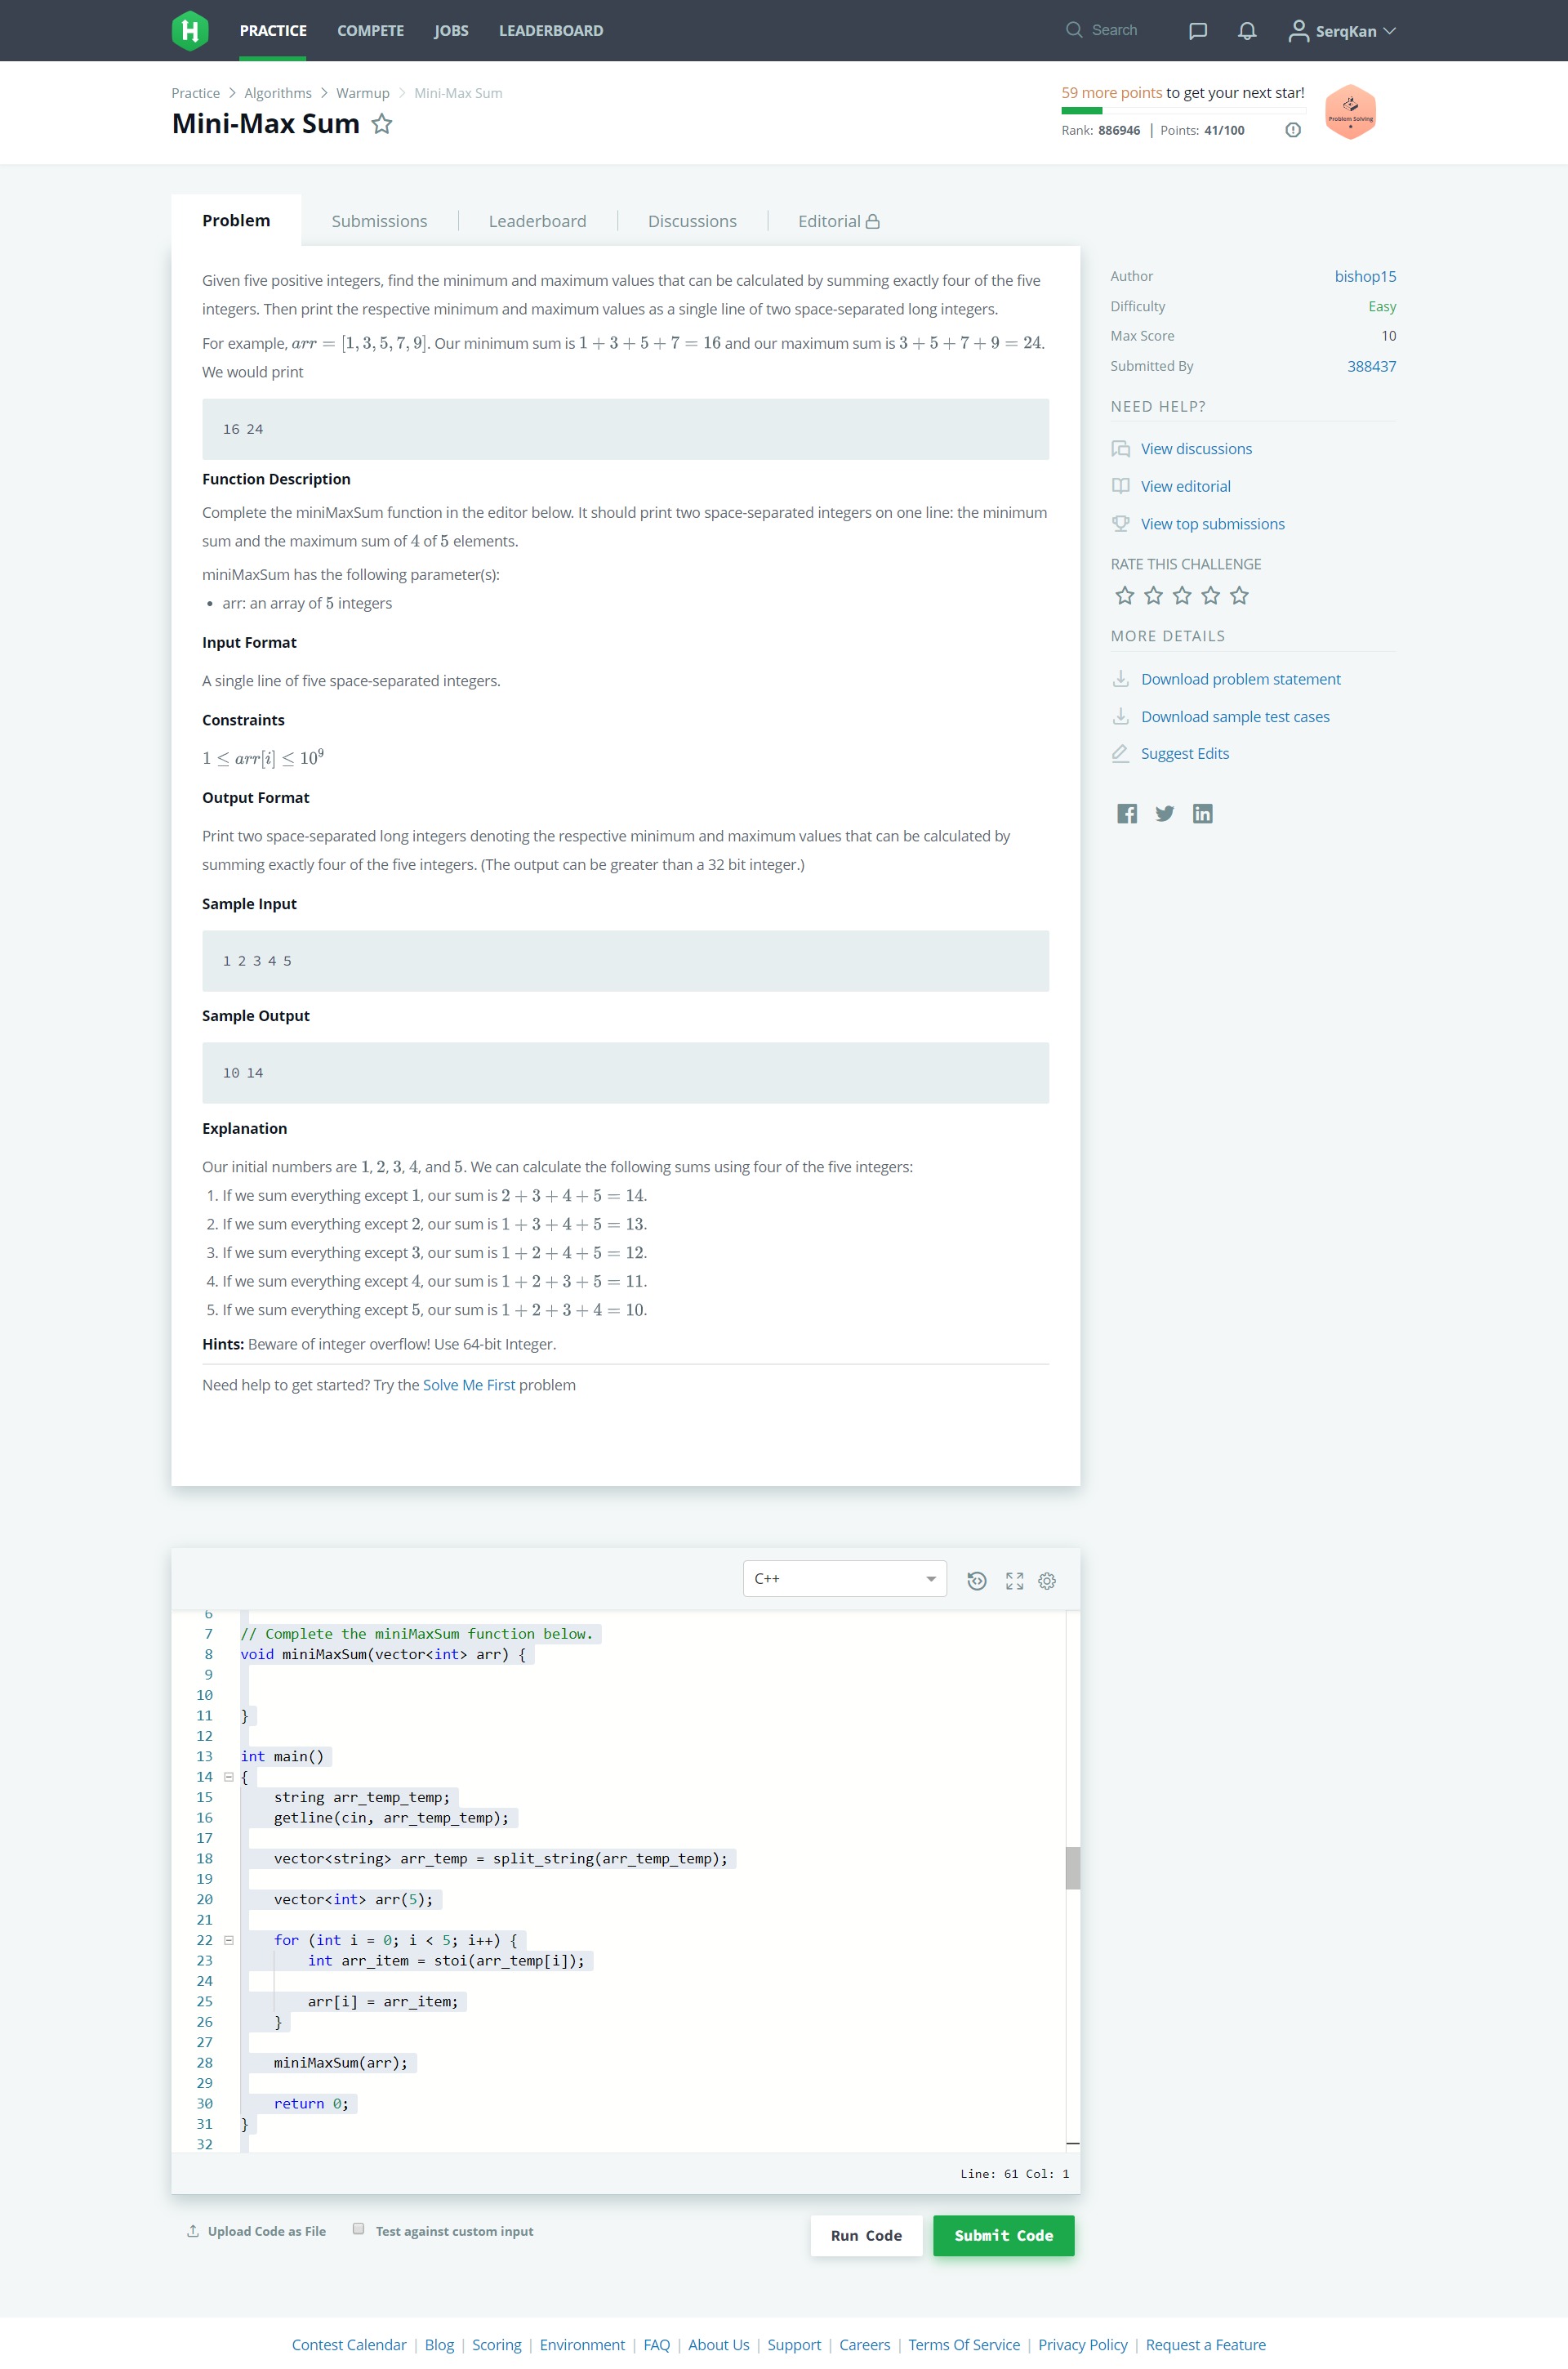 PRACTICE COMPETE JOBS LEADERBOARD Search SerqKan
Practice > Algorithms > Warmup > Mini-Max Sum
Mini-Max Sum
59 more points to get your next star!
Rank: 886946 | Points: 41/100
Problem Solving
Problem Submissions Leaderboard Discussions Editorial
Given five positive integers, find the minimum and maximum values that can be calculated by summing exactly four of the five
integers. Then print the respective minimum and maximum values as a single line of two space-separated long integers.
For example, arr = [1, 3, 5, 7, 9]. Our minimum sum is 1 + 3 + 5 + 7 = 16 and our maximum sum is 3 + 5 + 7 + 9 = 24.
We would print
16 24
Function Description
Complete the miniMaxSum function in the editor below. It should print two space-separated integers on one line: the minimum
sum and the maximum sum of 4 of 5 elements.
miniMaxSum has the following parameter(s):
• arr: an array of 5 integers
Input Format
A single line of five space-separated integers.
Constraints
1 ≤ arr[i] ≤ 10⁹
Output Format
Print two space-separated long integers denoting the respective minimum and maximum values that can be calculated by
summing exactly four of the five integers. (The output can be greater than a 32 bit integer.)
Sample Input
1 2 3 4 5
Sample Output
10 14
Explanation
Our initial numbers are 1, 2, 3, 4, and 5. We can calculate the following sums using four of the five integers:
1. If we sum everything except 1, our sum is 2 + 3 + 4 + 5 = 14.
2. If we sum everything except 2, our sum is 1 + 3 + 4 + 5 = 13.
3. If we sum everything except 3, our sum is 1 + 2 + 4 + 5 = 12.
4. If we sum everything except 4, our sum is 1 + 2 + 3 + 5 = 11.
5. If we sum everything except 5, our sum is 1 + 2 + 3 + 4 = 10.
Hints: Beware of integer overflow! Use 64-bit Integer.
Need help to get started? Try the Solve Me First problem
Author bishop15
Difficulty Easy
Max Score 10
Submitted By 388437
NEED HELP?
View discussions
View editorial
View top submissions
RATE THIS CHALLENGE
MORE DETAILS
Download problem statement
Download sample test cases
Suggest Edits
C++
6
7 // Complete the miniMaxSum function below.
8 void miniMaxSum(vector<int> arr) {
9
10
11 }
12
13 int main()
14 {
15     string arr_temp_temp;
16     getline(cin, arr_temp_temp);
17
18     vector<string> arr_temp = split_string(arr_temp_temp);
19
20     vector<int> arr(5);
21
22     for (int i = 0; i < 5; i++) {
23         int arr_item = stoi(arr_temp[i]);
24
25         arr[i] = arr_item;
26     }
27
28     miniMaxSum(arr);
29
30     return 0;
31 }
32
Line: 61 Col: 1
Upload Code as File Test against custom input Run Code Submit Code
Contest Calendar | Blog | Scoring | Environment | FAQ | About Us | Support | Careers | Terms Of Service | Privacy Policy | Request a Feature